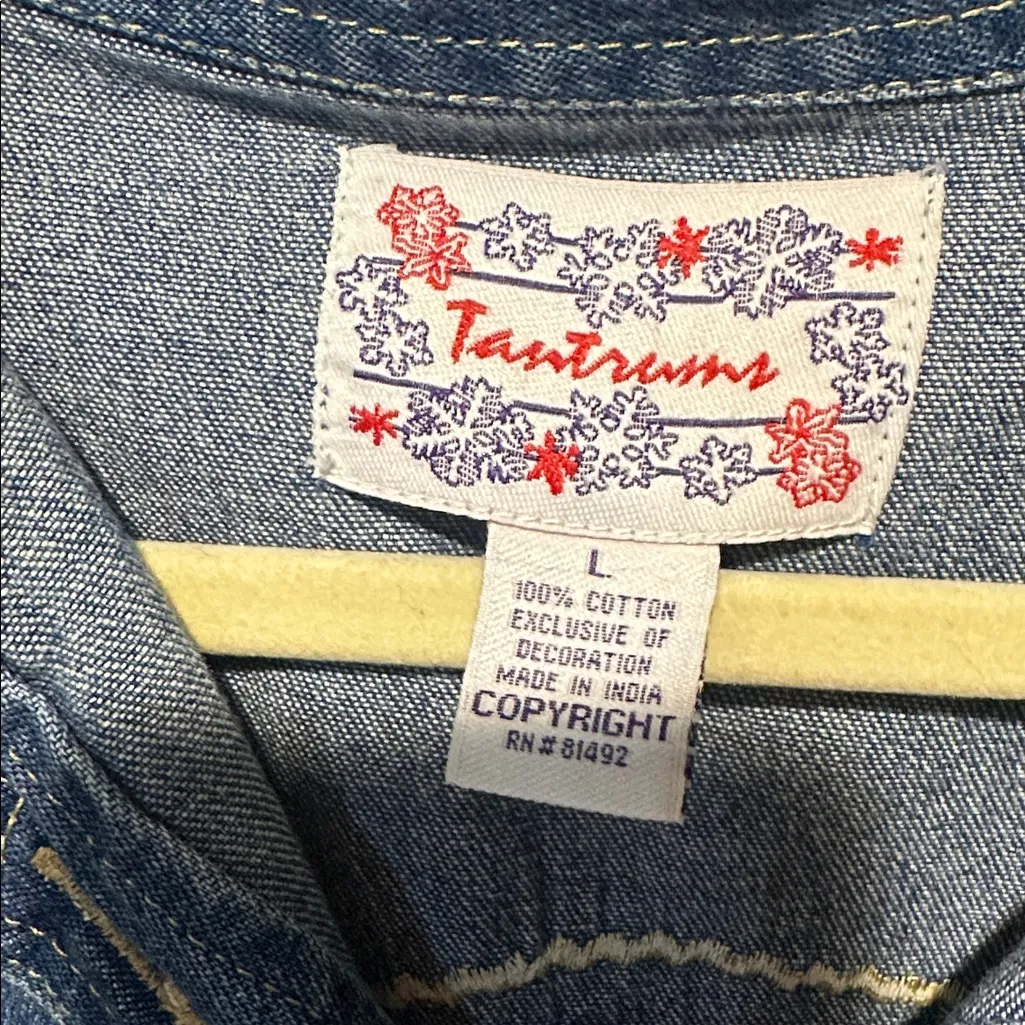 Tantrums
L
100% COTTON
EXCLUSIVE OF
DECORATION
MADE IN INDIA
COPYRIGHT
RN # 81492